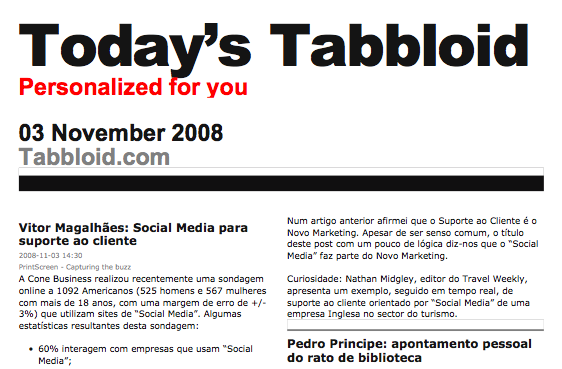 Today's Tabbloid
Personalized for you
03 November 2008
Tabbloid.com
Vitor Magalhães: Social Media para
suporte ao cliente
2008-11-03 14:30
PrintScreen - Capturing the buzz
A Cone Business realizou recentemente uma sondagem
online a 1092 Americanos (525 homens e 567 mulheres
com mais de 18 anos, com uma margem de erro de +/-
3%) que utilizam sites de “Social Media”. Algumas
estatísticas resultantes desta sondagem:
• 60% interagem com empresas que usam “Social
Media”;
Num artigo anterior afirmei que o Suporte ao Cliente é o
Novo Marketing. Apesar de ser senso comum, o título
deste post com um pouco de lógica diz-nos que o “Social
Media” faz parte do Novo Marketing.
Curiosidade: Nathan Midgley, editor do Travel Weekly,
apresenta um exemplo, seguido em tempo real, de
suporte ao cliente orientado por “Social Media” de uma
empresa Inglesa no sector do turismo.
Pedro Principe: apontamento pessoal
do rato de biblioteca